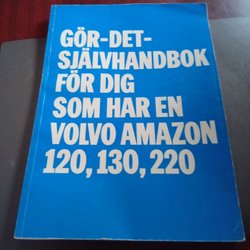 GÖR-DET-
SJÄLVHANDBOK
FÖR DIG
SOM HAR EN
VOLVO AMAZON
120, 130, 220